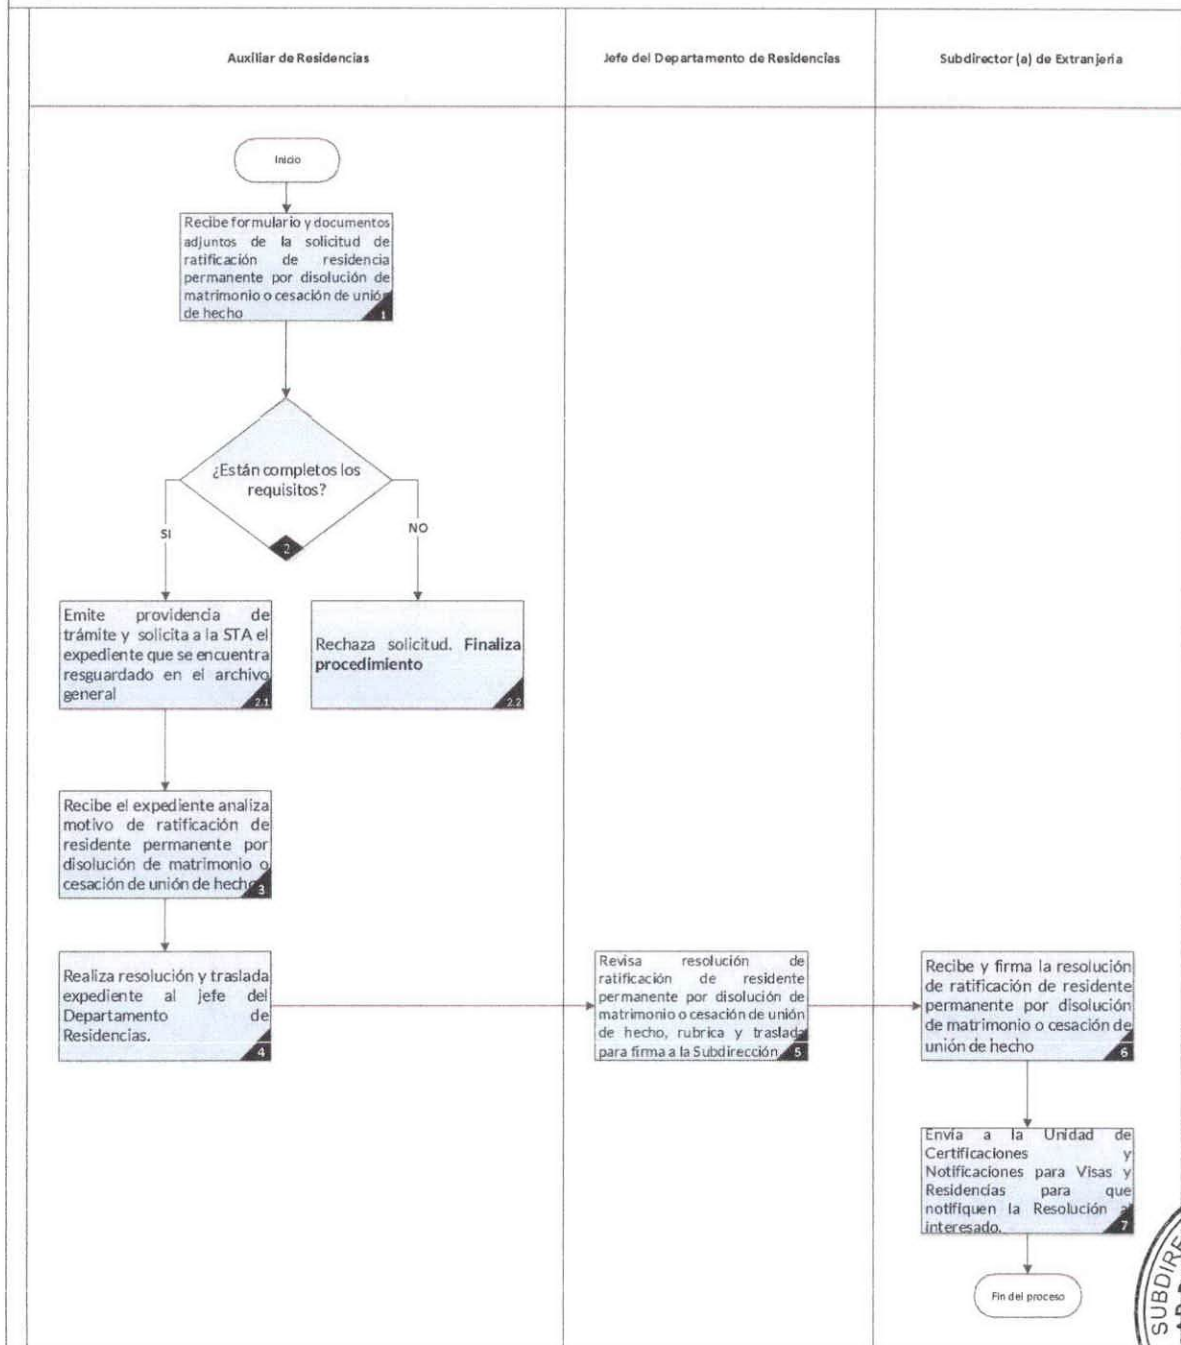 Auxiliar de Residencias
Jefe del Departamento de Residencias
Subdirector (a) de Extranjería
Inicio
Recibe formulario y documentos
adjuntos de la solicitud de
ratificación de residencia
permanente por disolución de
matrimonio o cesación de unión
de hecho
1
¿Están completos los
requisitos?
2
SI
NO
Emite providencia de
trámite y solicita a la STA el
expediente que se encuentra
resguardado en el archivo
general
2.1
Rechaza solicitud. Finaliza
procedimiento
2.2
Recibe el expediente analiza
motivo de ratificación de
residente permanente por
disolución de matrimonio o
cesación de unión de hecho
3
Realiza resolución y traslada
expediente al jefe del
Departamento de
Residencias.
4
Revisa resolución de
ratificación de residente
permanente por disolución de
matrimonio o cesación de unión
de hecho, rubrica y traslada
para firma a la Subdirección
5
Recibe y firma la resolución
de ratificación de residente
permanente por disolución
de matrimonio o cesación de
unión de hecho
6
Envía a la Unidad de
Certificaciones y
Notificaciones para Visas y
Residencias para que
notifiquen la Resolución al
interesado.
7
Fin del proceso
SUBDIRE